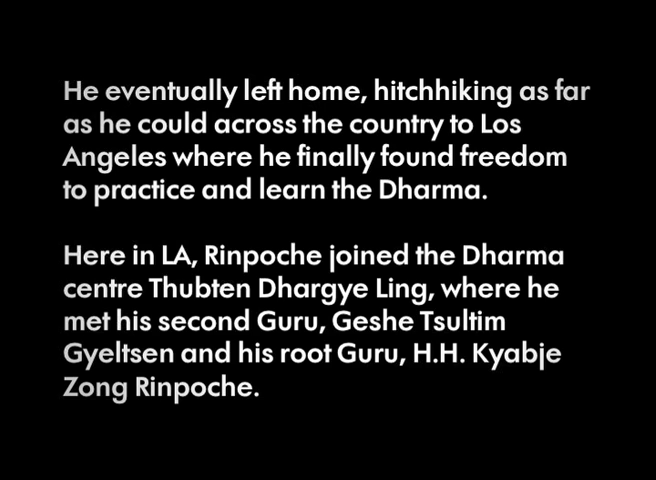 He eventually left home, hitchhiking as far
as he could across the country to Los
Angeles where he finally found freedom
to practice and learn the Dharma.
Here in LA, Rinpoche joined the Dharma
centre Thubten Dhargye Ling, where he
met his second Guru, Geshe Tsultim
Gyeltsen and his root Guru, H.H. Kyabje
Zong Rinpoche.